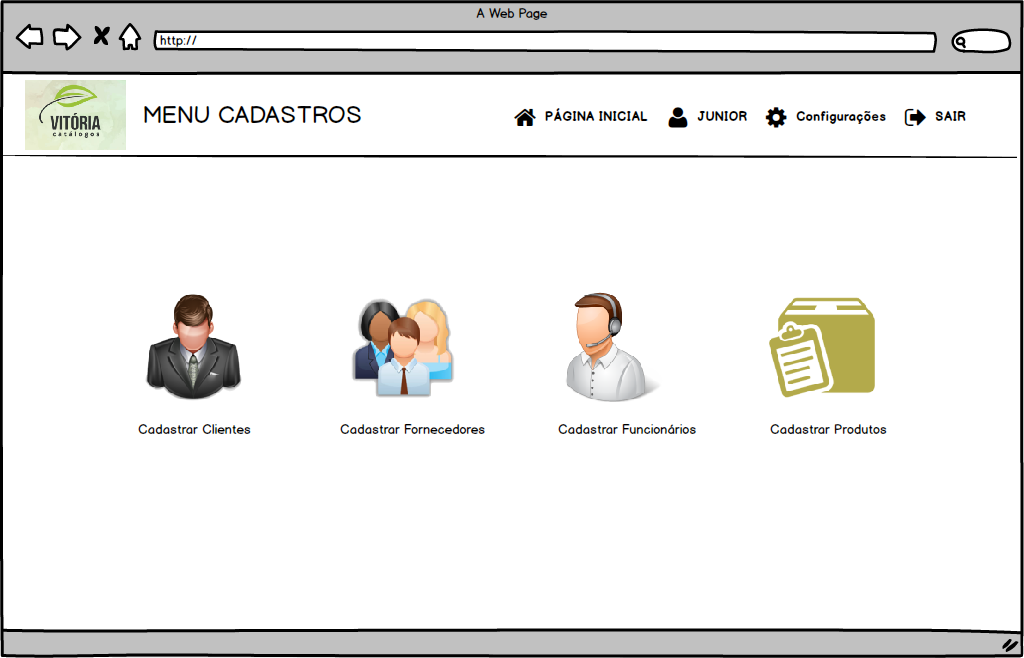 A Web Page
http://
VITÓRIA
catálogos
MENU CADASTROS
PÁGINA INICIAL
JUNIOR
Configurações
SAIR
Cadastrar Clientes
Cadastrar Fornecedores
Cadastrar Funcionários
Cadastrar Produtos